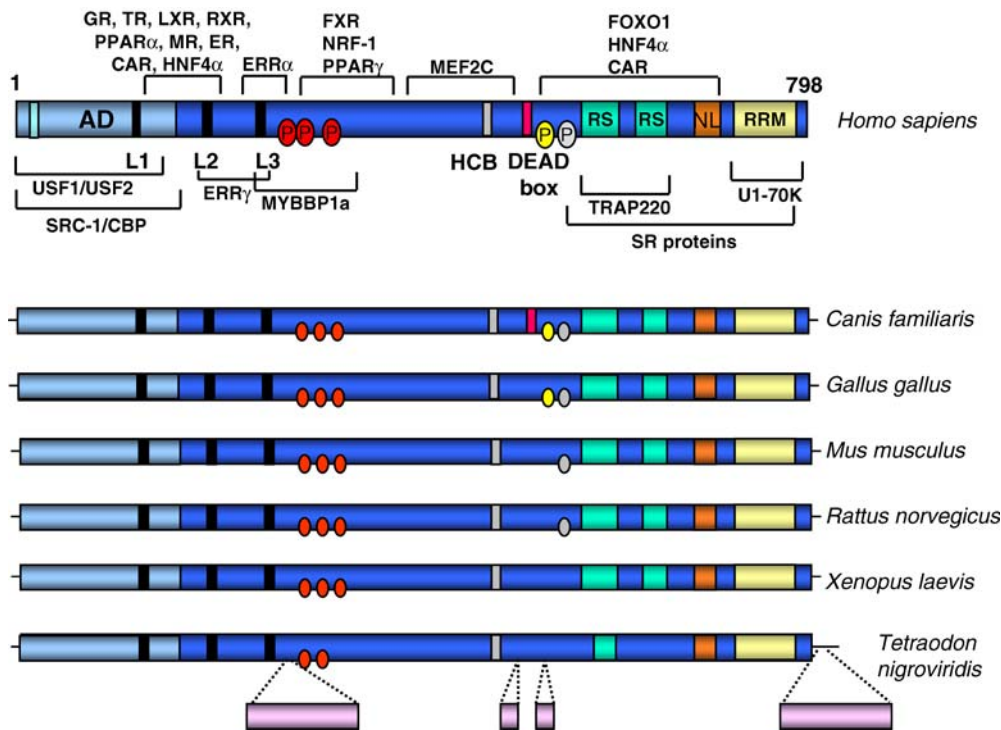 GR, TR, LXR, RXR,
PPARα, MR, ER,
CAR, HNF4α
ERRα
FXR
NRF-1
PPARγ
MEF2C
FOXO1
HNF4α
CAR
1
798
AD
P
P
P
P
P
RS
RS
NL
RRM
Homo sapiens
L1
L2
L3
HCB
DEAD
box
USF1/USF2
ERRγ
MYBBP1a
TRAP220
U1-70K
SRC-1/CBP
SR proteins
Canis familiaris
Gallus gallus
Mus musculus
Rattus norvegicus
Xenopus laevis
Tetraodon
nigroviridis